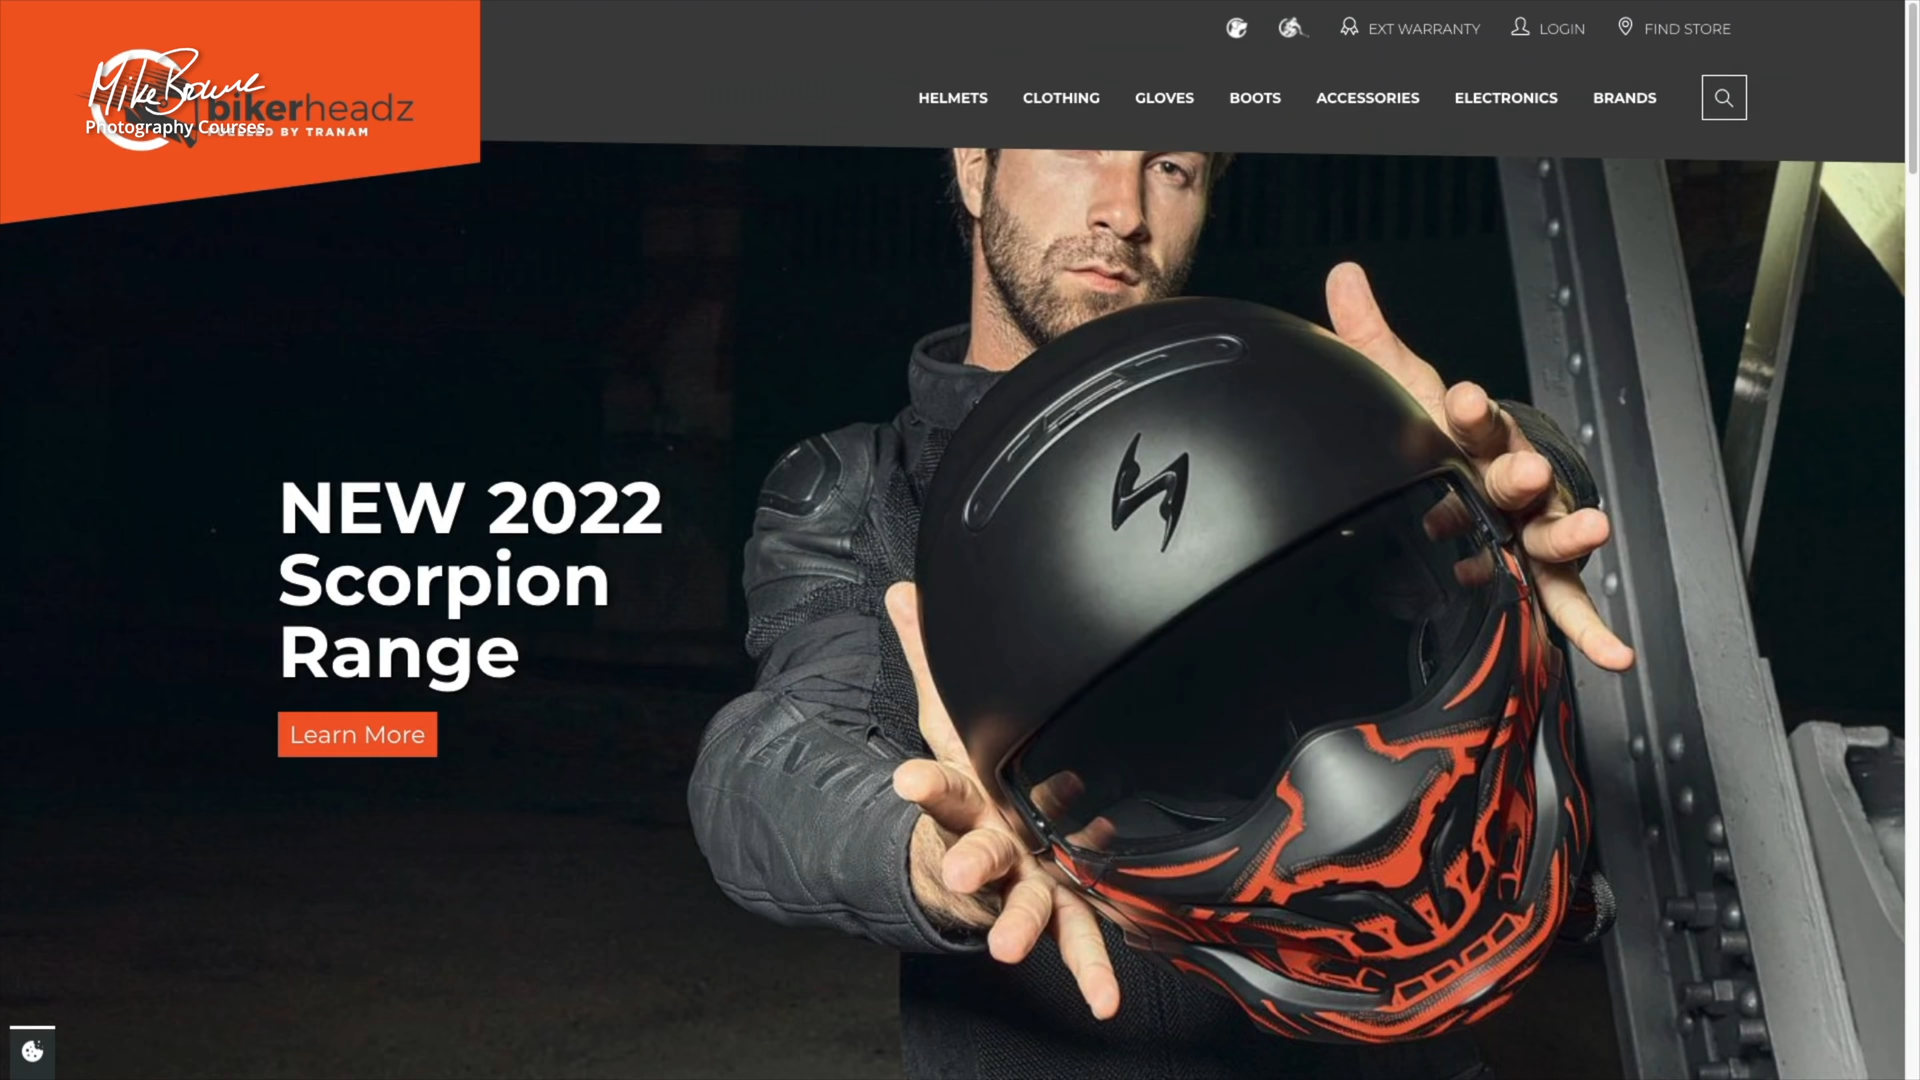 Mike Browne
Photography Courses
bikerheadz
BY TRANAM
EXT WARRANTY
LOGIN
FIND STORE
HELMETS
CLOTHING
GLOVES
BOOTS
ACCESSORIES
ELECTRONICS
BRANDS
NEW 2022
Scorpion
Range
Learn More